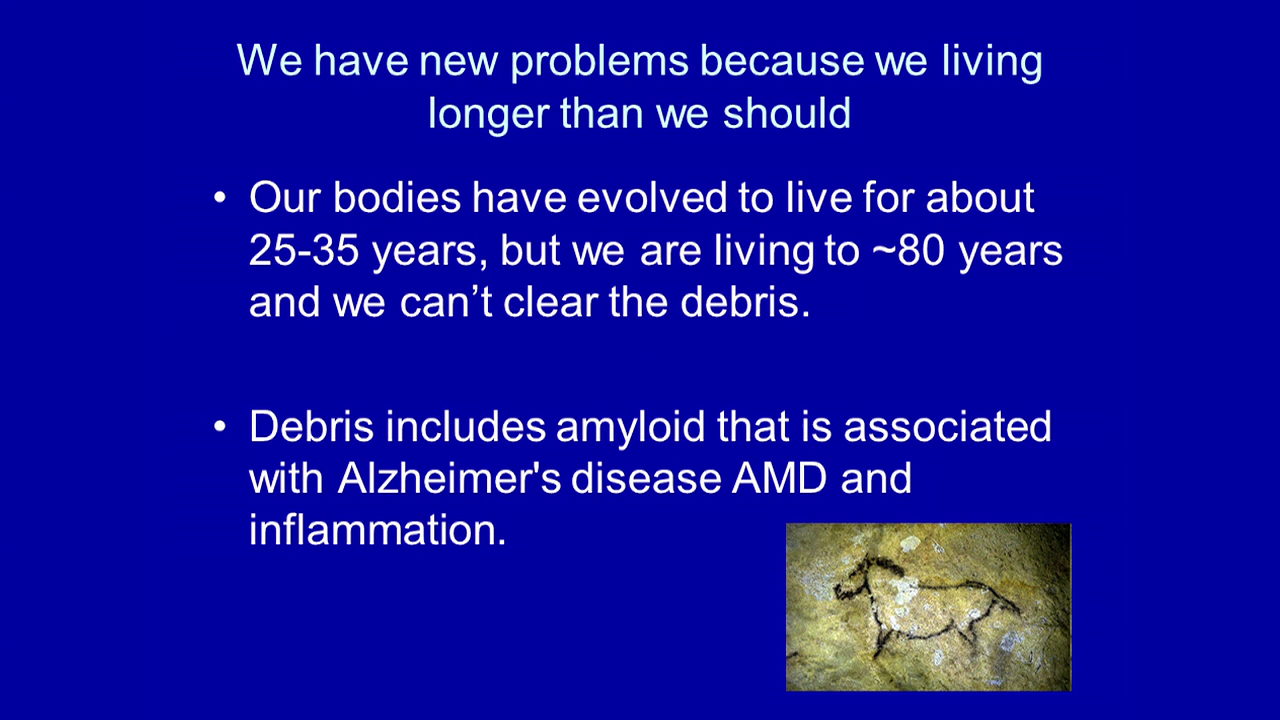 We have new problems because we living
longer than we should
• Our bodies have evolved to live for about
25-35 years, but we are living to ~80 years
and we can’t clear the debris.
• Debris includes amyloid that is associated
with Alzheimer's disease AMD and
inflammation.